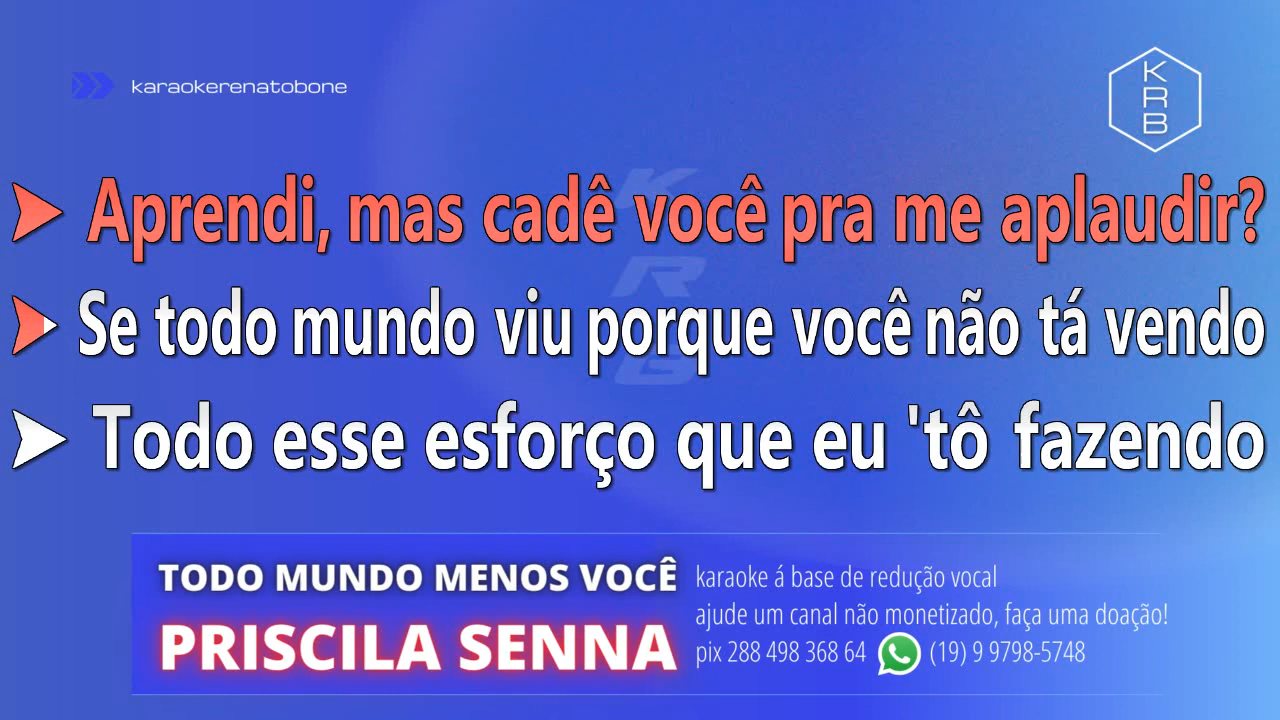 karaokerenatobone
K
R
B
Aprendi, mas cadê você pra me aplaudir?
Se todo mundo viu porque você não tá vendo
Todo esse esforço que eu 'tô fazendo
K
R
B
TODO MUNDO MENOS VOCÊ
PRISCILA SENNA
karaoke á base de redução vocal
ajude um canal não monetizado, faça uma doação!
pix 288 498 368 64 (19) 9 9798-5748